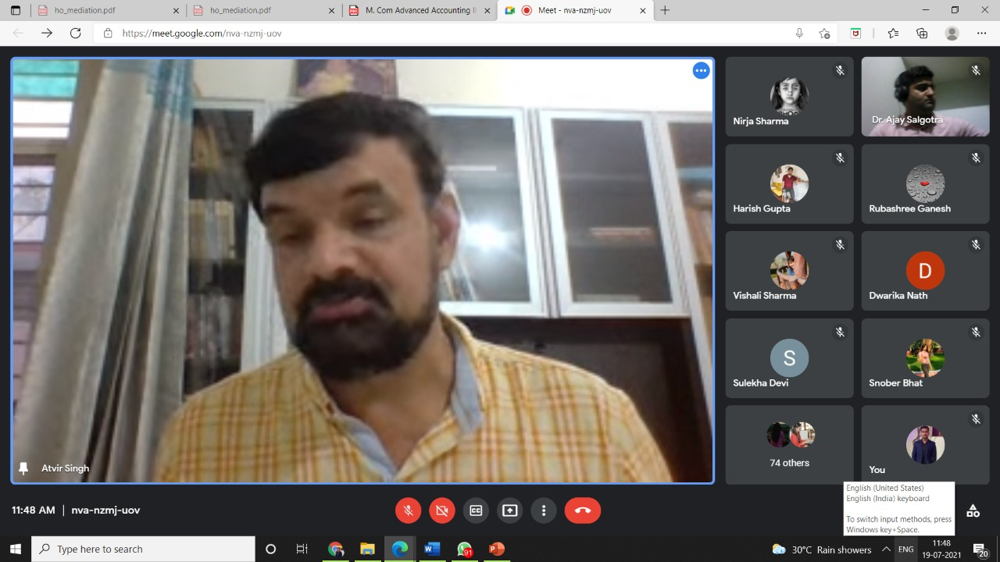 ho_mediation.pdf
ho_mediation.pdf
M. Com Advanced Accounting II
Meet - nva-nzmj-uov
https://meet.google.com/nva-nzmj-uov
Atvir Singh
Nirja Sharma
Dr. Ajay Salgotra
Harish Gupta
Rubashree Ganesh
Vishali Sharma
D
Dwarika Nath
S
Sulekha Devi
Snober Bhat
74 others
You
English (United States)
English (India) keyboard
To switch input methods, press
Windows key+Space.
11:48 AM | nva-nzmj-uov
CC
Type here to search
W
91
P
30°C Rain showers
ENG
11:48
19-07-2021
20